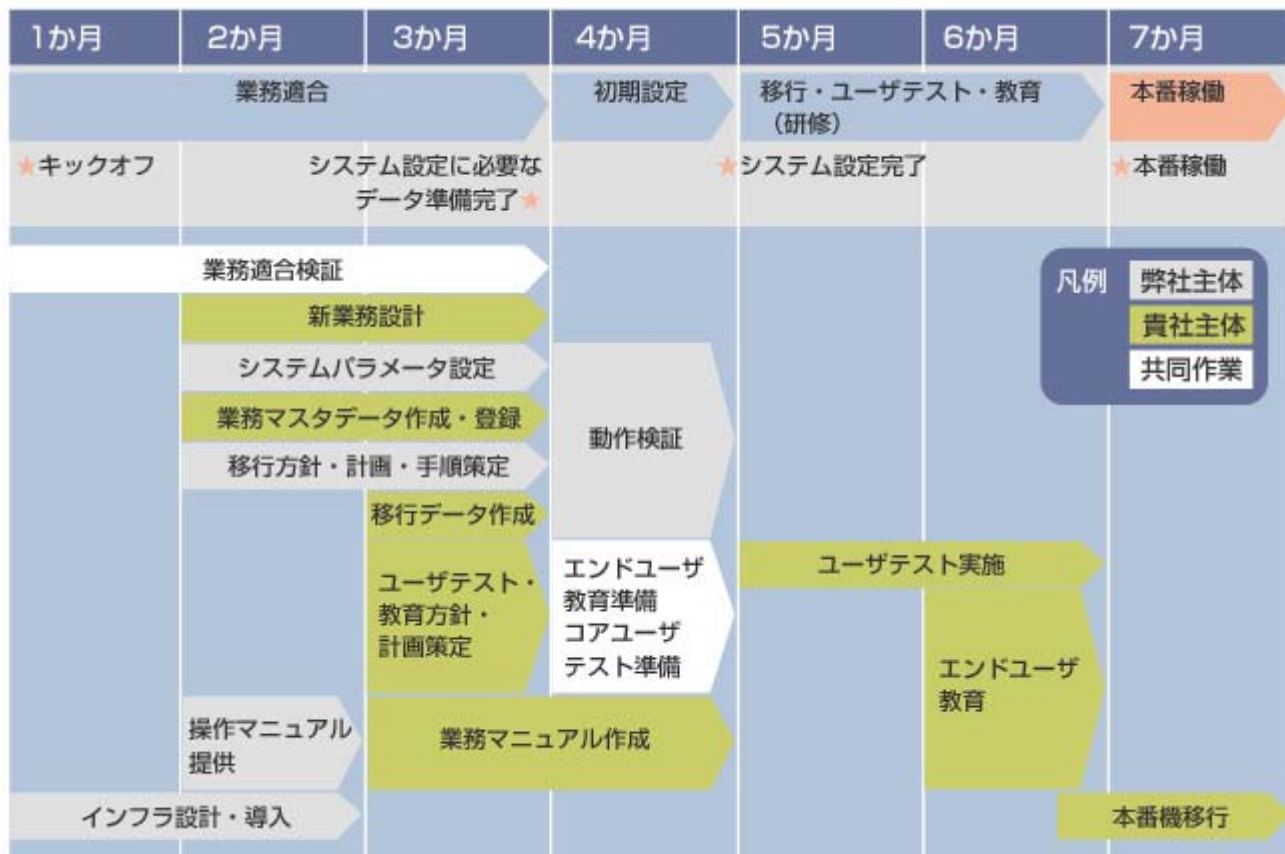 1か月
2か月
3か月
4か月
5か月
6か月
7か月
業務適合
初期設定
移行・ユーザテスト・教育
（研修）
本番稼働
★キックオフ
システム設定に必要な
データ準備完了★
★システム設定完了
★本番稼働
業務適合検証
凡例
弊社主体
貴社主体
共同作業
新業務設計
システムパラメータ設定
業務マスタデータ作成・登録
移行方針・計画・手順策定
動作検証
移行データ作成
ユーザテスト・
教育方針・
計画策定
エンドユーザ
教育準備
コアユーザ
テスト準備
ユーザテスト実施
エンドユーザ
教育
操作マニュアル
提供
業務マニュアル作成
インフラ設計・導入
本番機移行